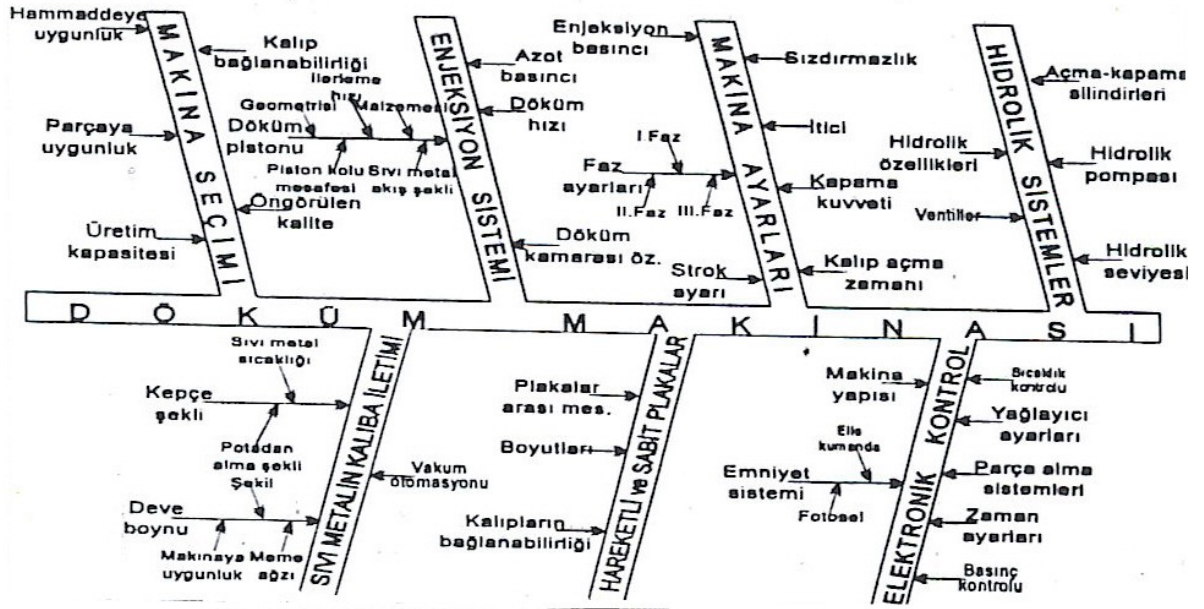 Hammaddeye
uygunluk
MAKINA SEÇİMİ
Kalıp
bağlanabilirliği
Parçaya
uygunluk
Öngörülen
kalite
Üretim
kapasitesi
ENJEKSİYON SİSTEMİ
Azot
basıncı
İlerleme
hızı
Geometrisi
Malzemesi
Döküm
pistonu
Piston kolu
mesafesi
Sıvı metal
akış şekli
Döküm
hızı
Döküm
kamarası öz.
Enjeksiyon
basıncı
MAKINA AYARLARI
Sızdırmazlık
İtici
I.Faz
Faz
ayarları
II.Faz
III.Faz
Kapama
kuvveti
Strok
ayarı
Kalıp açma
zamanı
HİDROLİK SİSTEMLER
Açma-kapama
silindirleri
Hidrolik
özellikleri
Hidrolik
pompası
Ventiller
Hidrolik
seviyesi
DÖKÜM MAKİNASI
SIVI METALİN KALIBA İLETİMİ
Sıvı metal
sıcaklığı
Kepçe
şekli
Potadan
alma şekli
Şekil
Vakum
otomasyonu
Deve
boynu
Makınaya
uygunluk
Meme
ağzı
HAREKETLİ ve SABİT PLAKALAR
Plakalar
arası mes.
Boyutları
Kalıpların
bağlanabilirliği
ELEKTRONİK KONTROL
Makina
yapısı
Sıcaklık
kontrolu
Yağlayıcı
ayarları
Elle
kumanda
Emniyet
sistemi
Fotosel
Parça alma
sistemleri
Zaman
ayarları
Basınç
kontrolu